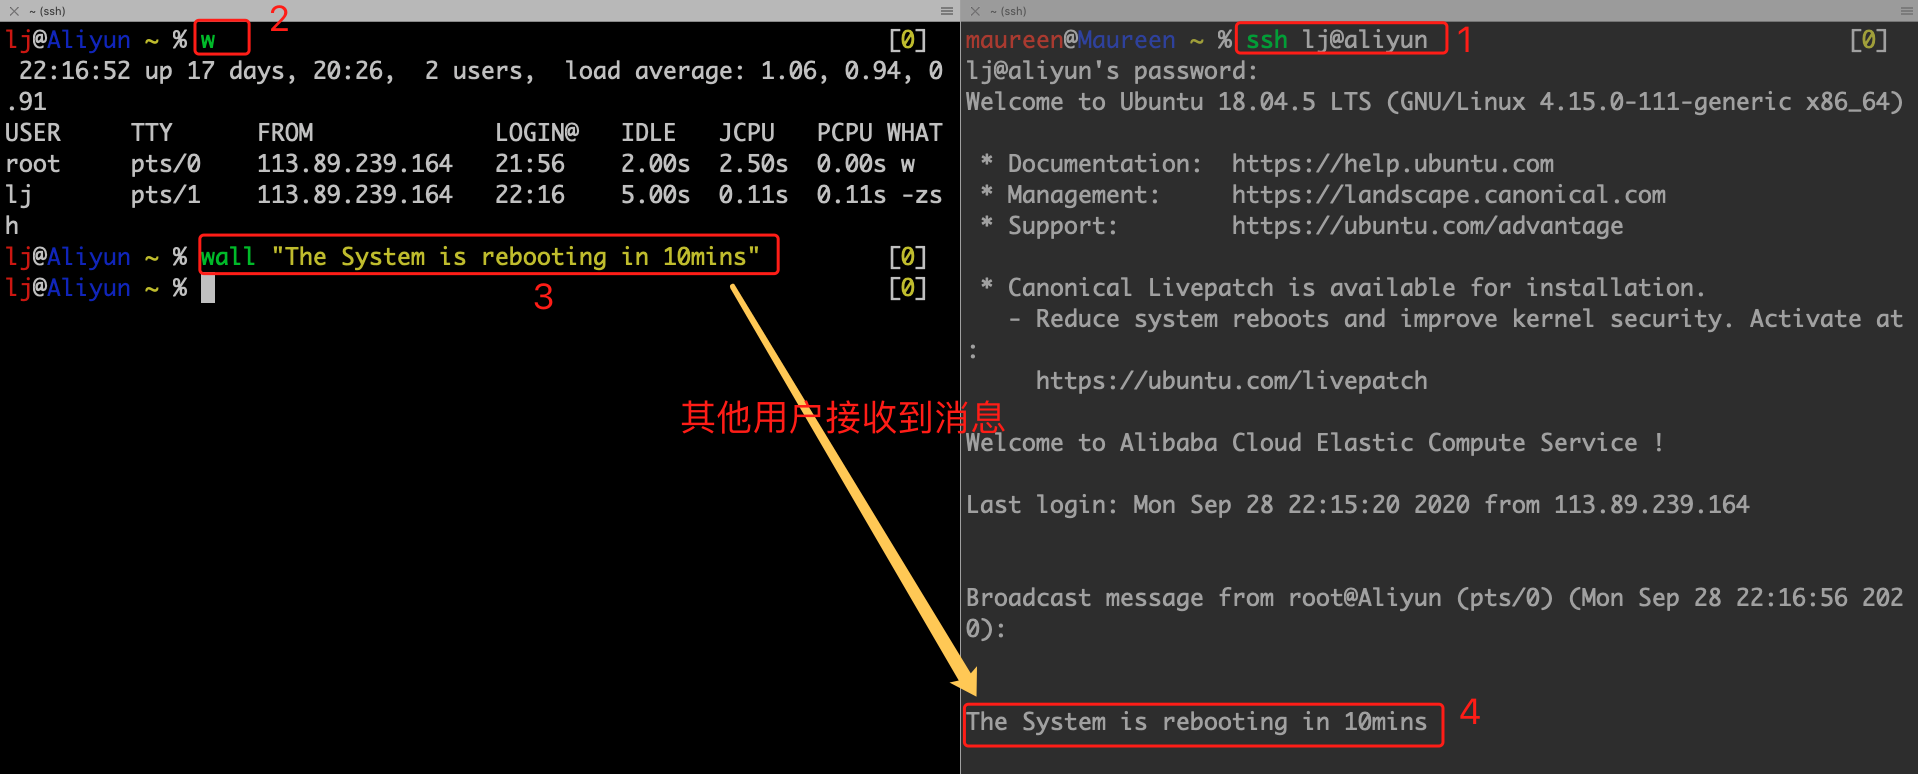 ~ (ssh)
2
lj@Aliyun ~ % w [0]
22:16:52 up 17 days, 20:26, 2 users, load average: 1.06, 0.94, 0
.91
USER TTY FROM LOGIN@ IDLE JCPU PCPU WHAT
root pts/0 113.89.239.164 21:56 2.00s 2.50s 0.00s w
lj pts/1 113.89.239.164 22:16 5.00s 0.11s 0.11s -zs
h
lj@Aliyun ~ % wall "The System is rebooting in 10mins" [0]
lj@Aliyun ~ % [0]
3
其他用户接收到消息
~ (ssh)
maureen@Maureen ~ % ssh lj@aliyun 1 [0]
lj@aliyun's password:
Welcome to Ubuntu 18.04.5 LTS (GNU/Linux 4.15.0-111-generic x86_64)
* Documentation: https://help.ubuntu.com
* Management: https://landscape.canonical.com
* Support: https://ubuntu.com/advantage
* Canonical Livepatch is available for installation.
- Reduce system reboots and improve kernel security. Activate at
:
https://ubuntu.com/livepatch
Welcome to Alibaba Cloud Elastic Compute Service !
Last login: Mon Sep 28 22:15:20 2020 from 113.89.239.164
Broadcast message from root@Aliyun (pts/0) (Mon Sep 28 22:16:56 202
0):
The System is rebooting in 10mins 4